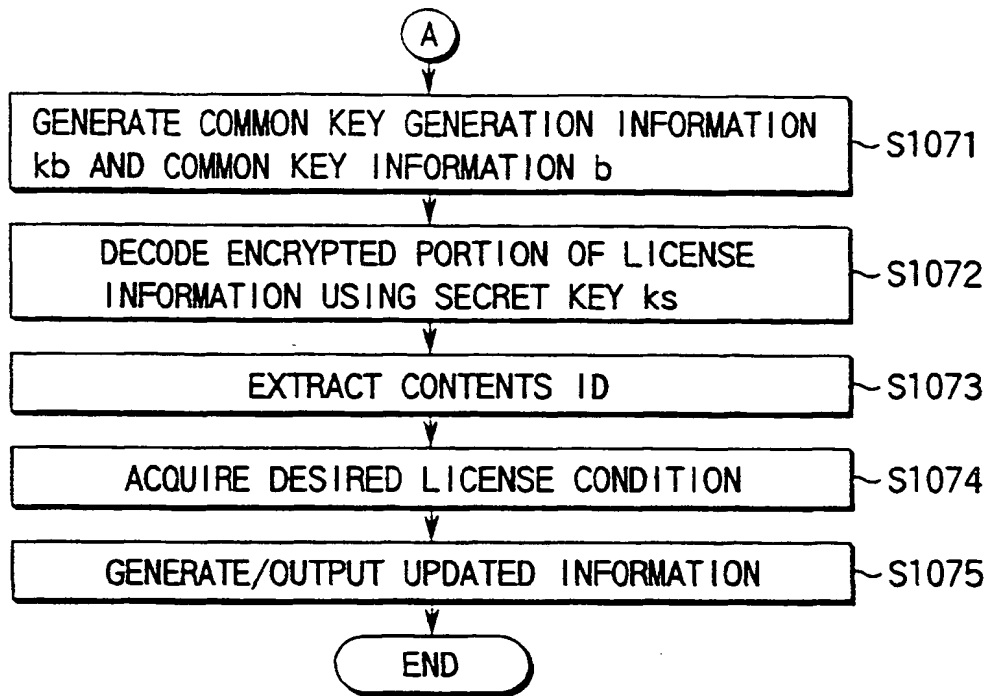 A
GENERATE COMMON KEY GENERATION INFORMATION
kb AND COMMON KEY INFORMATION b
S1071
DECODE ENCRYPTED PORTION OF LICENSE
INFORMATION USING SECRET KEY ks
S1072
EXTRACT CONTENTS ID
S1073
ACQUIRE DESIRED LICENSE CONDITION
S1074
GENERATE/OUTPUT UPDATED INFORMATION
S1075
END